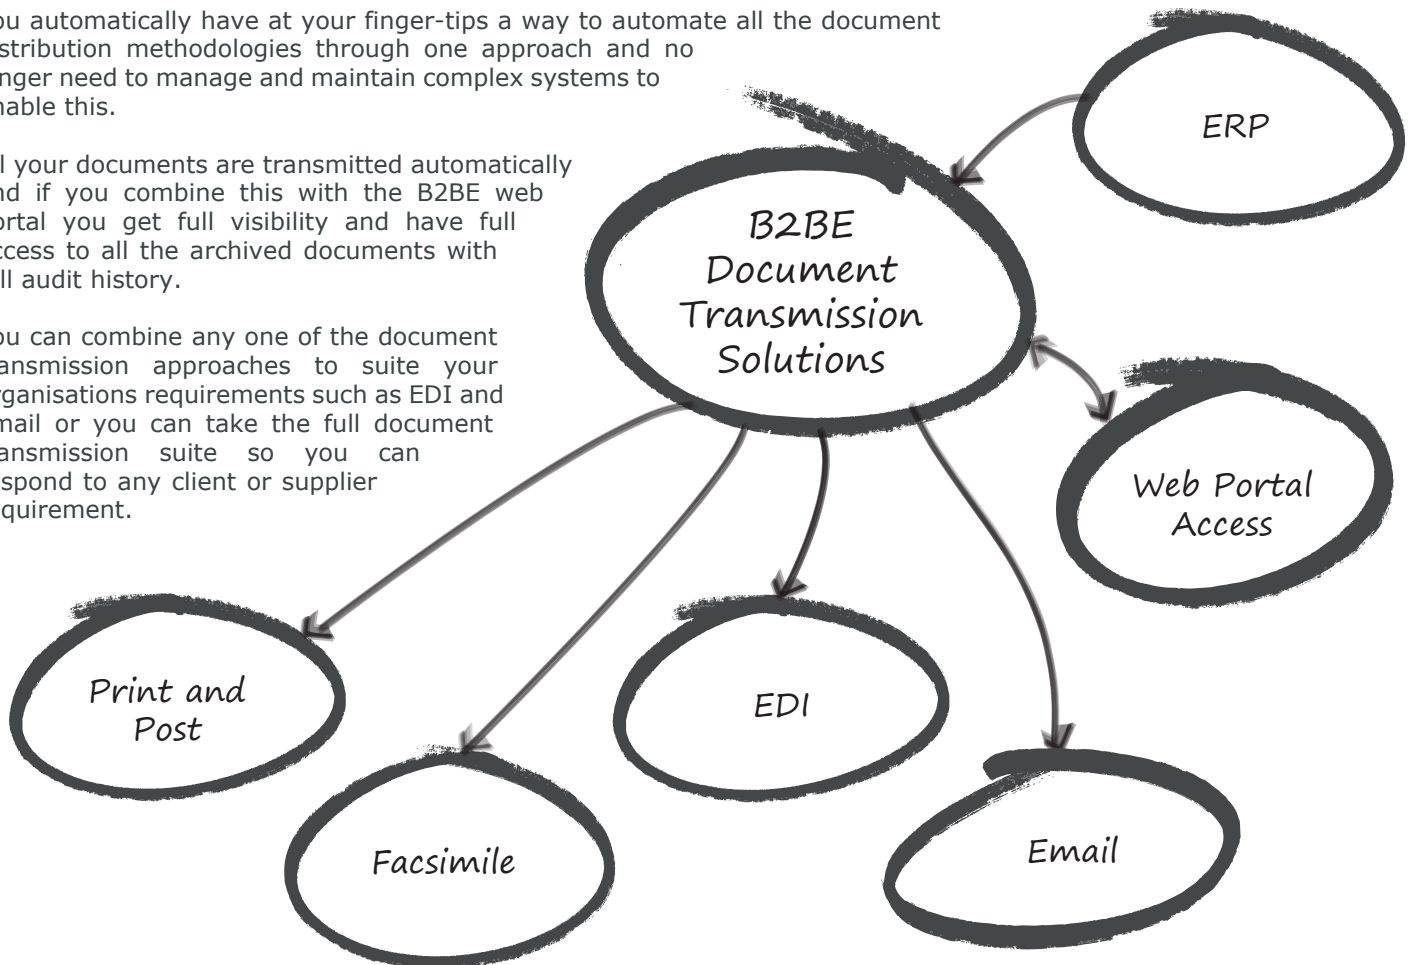 ou automatically have at your finger-tips a way to automate all the document
stribution methodologies through one approach and no
nger need to manage and maintain complex systems to
nable this.
l your documents are transmitted automatically
nd if you combine this with the B2BE web
ortal you get full visibility and have full
ccess to all the archived documents with
ll audit history.
ou can combine any one of the document
ansmission approaches to suite your
rganisations requirements such as EDI and
mail or you can take the full document
ansmission suite so you can
spond to any client or supplier
quirement.
ERP
B2BE
Document
Transmission
Solutions
Web Portal
Access
Print and
Post
EDI
Facsimile
Email